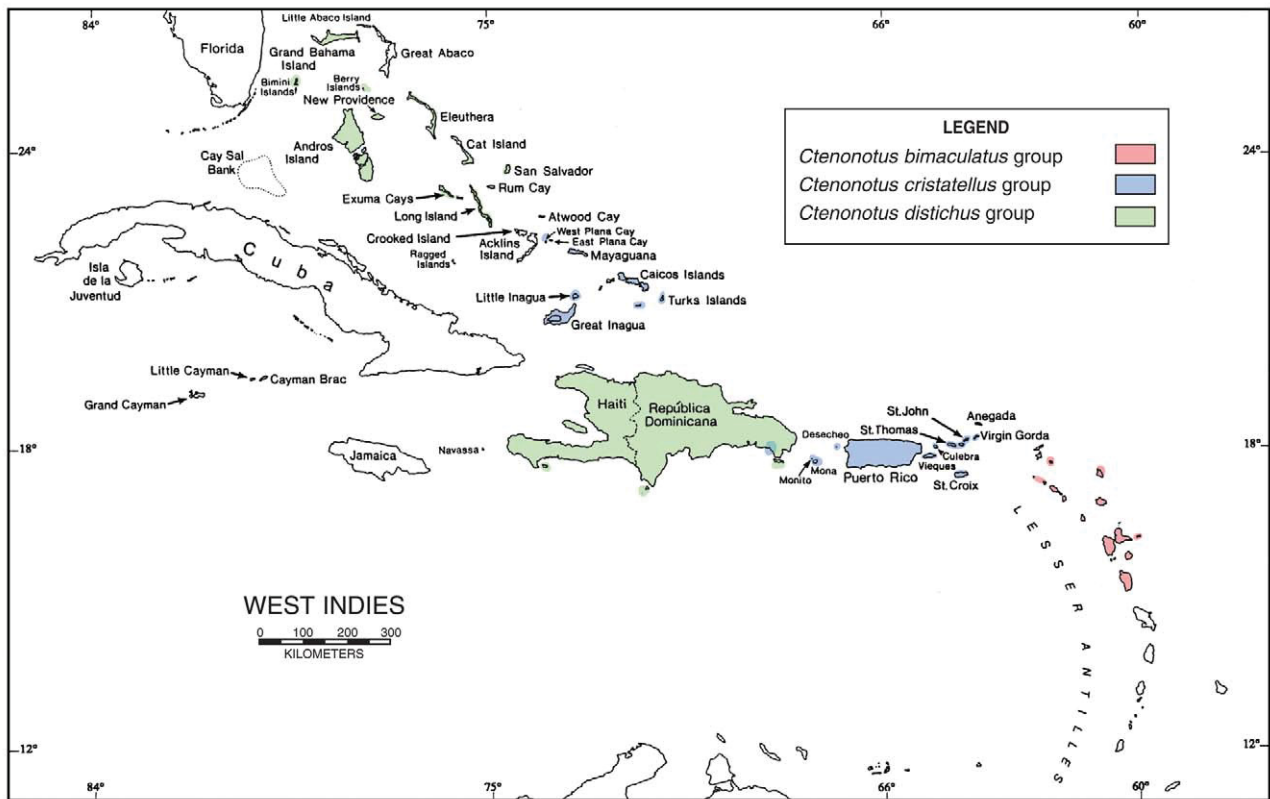 84°
75°
66°
60°
Little Abaco Island
Florida
Grand Bahama
Island
Great Abaco
Bimini
Islands
Berry
Islands
New Providence
Eleuthera
Andros
Island
Cat Island
24°
24°
Cay Sal
Bank
San Salvador
Rum Cay
Exuma Cays
Long Island
Atwood Cay
Crooked Island
West Plana Cay
East Plana Cay
Acklins
Island
Ragged
Islands
Mayaguana
LEGEND
Ctenonotus bimaculatus group
Ctenonotus cristatellus group
Ctenonotus distichus group
Cuba
Isla
de la
Juventud
Caicos Islands
Little Inagua
Turks Islands
Great Inagua
Little Cayman
Cayman Brac
Grand Cayman
Haiti
República
Dominicana
St.John
Anegada
Desecheo
St.Thomas
Virgin Gorda
18°
18°
Jamaica
Navassa
Culebra
Vieques
Monito
Mona
Puerto Rico
St.Croix
LESSER ANTILLES
WEST INDIES
0 100 200 300
KILOMETERS
12°
12°
84°
75°
66°
60°